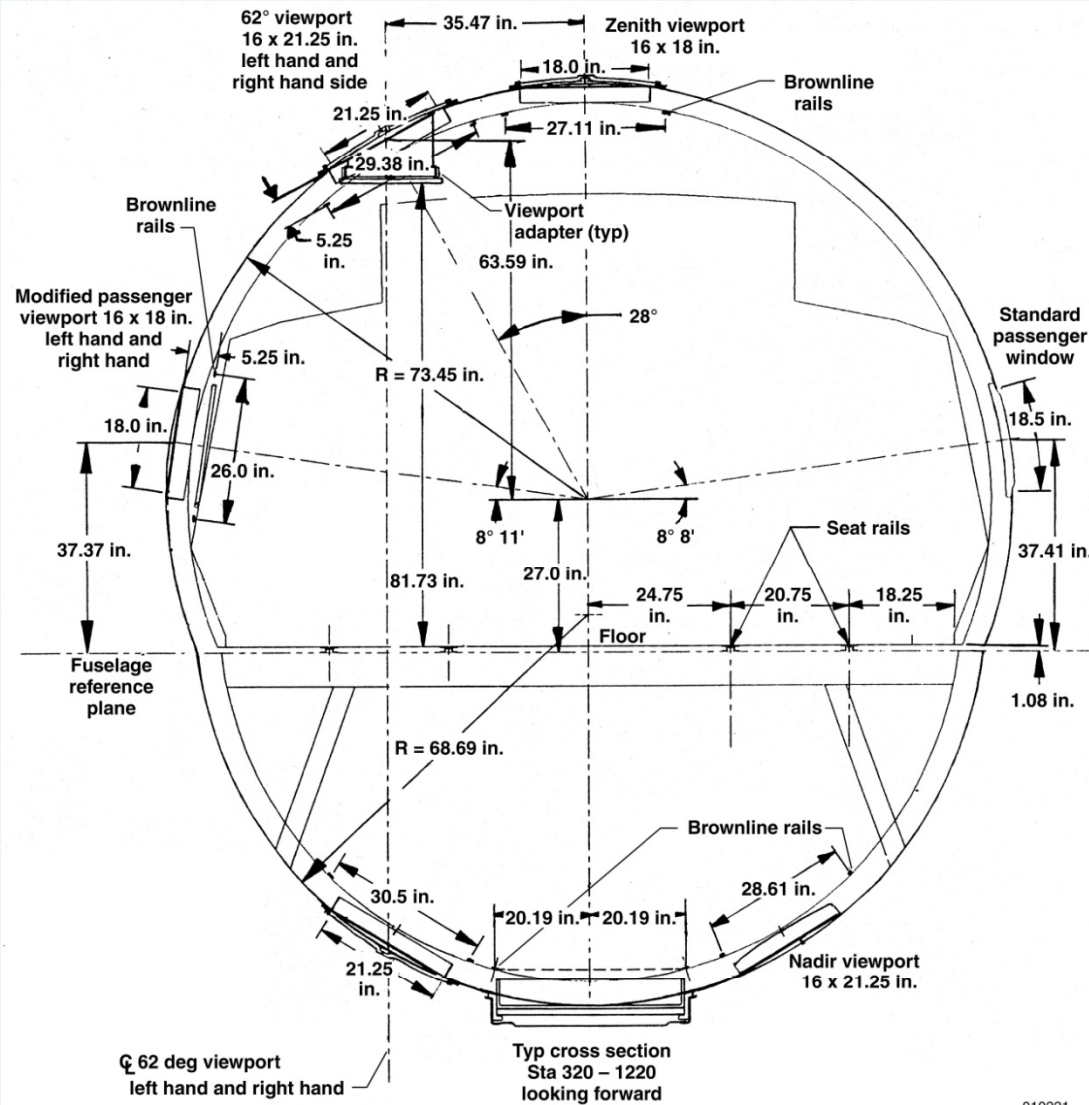 62° viewport
16 x 21.25 in.
left hand and
right hand side
35.47 in.
Zenith viewport
16 x 18 in.
18.0 in.
Brownline
rails
21.25 in.
27.11 in.
29.38 in.
Brownline
rails
Viewport
adapter (typ)
5.25
in.
63.59 in.
Modified passenger
viewport 16 x 18 in.
left hand and
right hand
28°
Standard
passenger
window
5.25 in.
R = 73.45 in.
18.0 in.
18.5 in.
26.0 in.
8° 11'
8° 8'
Seat rails
37.37 in.
37.41 in.
81.73 in.
27.0 in.
24.75
in.
20.75
in.
18.25
in.
Floor
Fuselage
reference
plane
1.08 in.
R = 68.69 in.
Brownline rails
30.5 in.
28.61 in.
20.19 in.
20.19 in.
21.25
in.
Nadir viewport
16 x 21.25 in.
℄ 62 deg viewport
left hand and right hand
Typ cross section
Sta 320 – 1220
looking forward